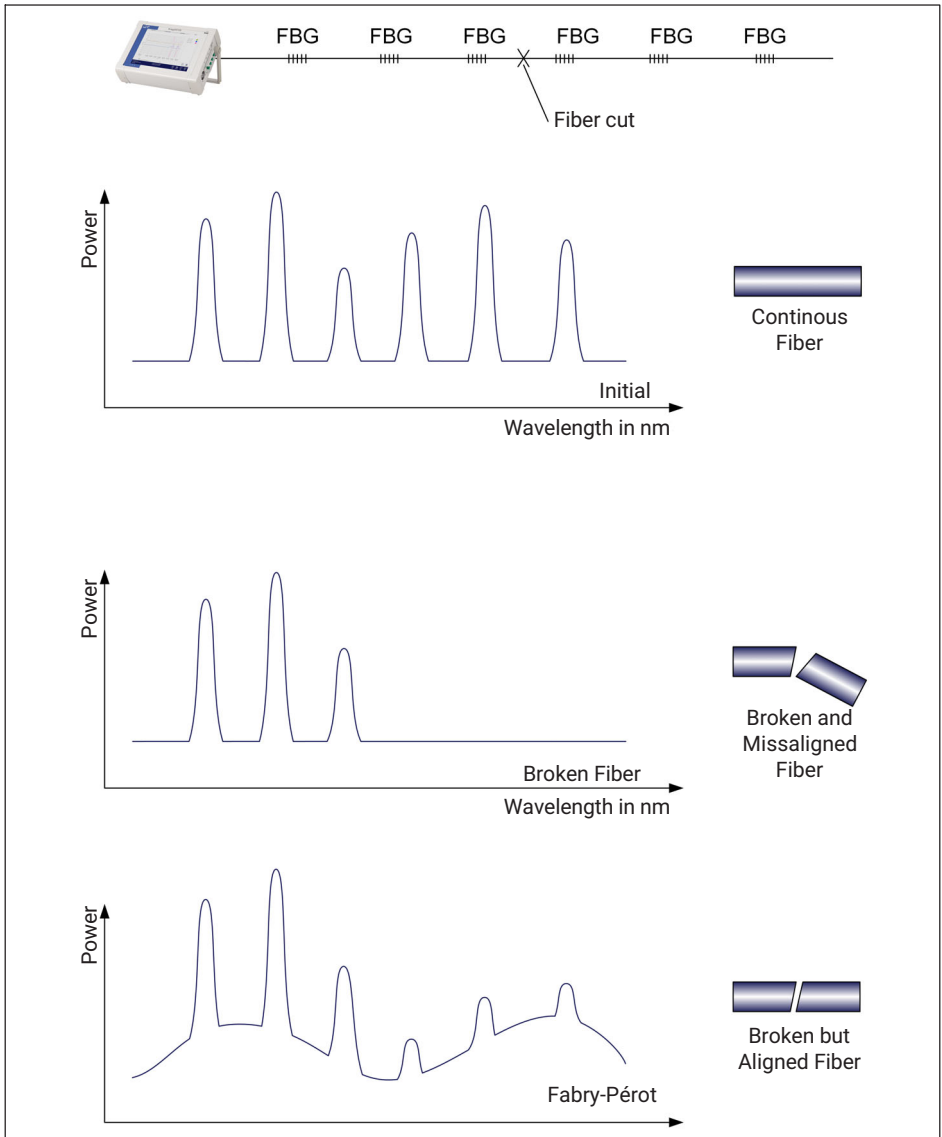 FBG FBG FBG FBG FBG FBG
Fiber cut
Power
Continous
Fiber
Initial
Wavelength in nm
Power
Broken and
Missaligned
Fiber
Broken Fiber
Wavelength in nm
Power
Broken but
Aligned Fiber
Fabry-Pérot